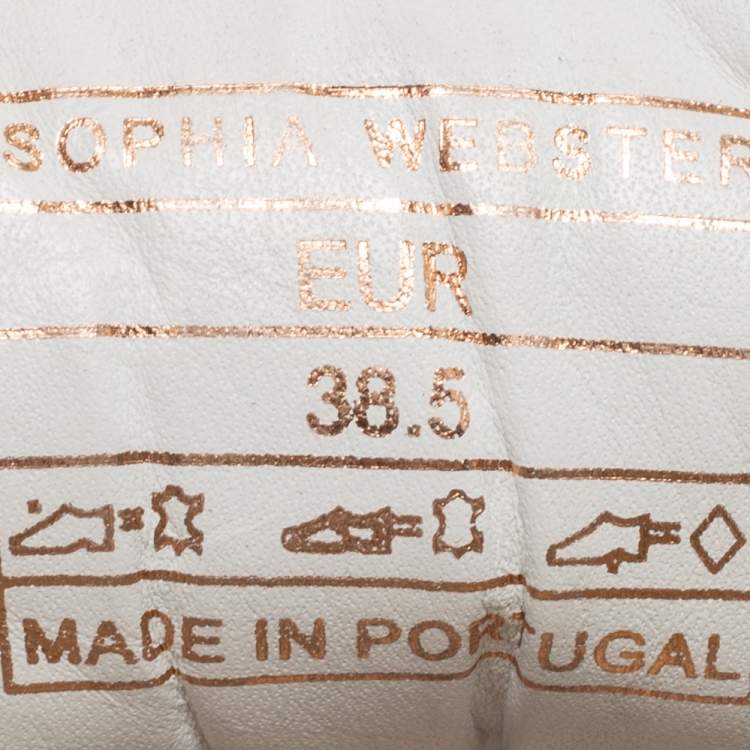 SOPHIA WEBSTER
EUR
38.5
MADE IN PORTUGAL